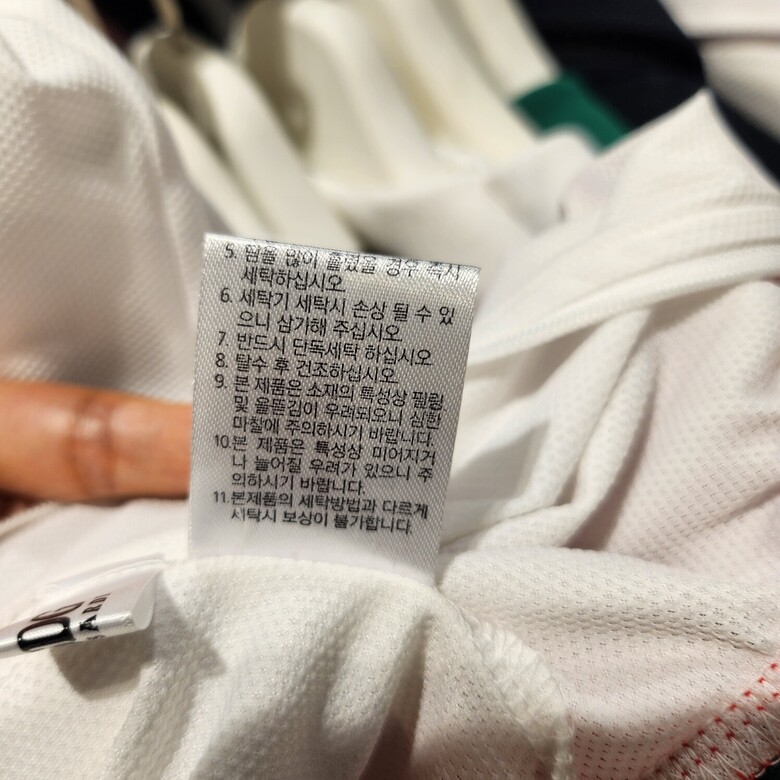 5. 땀을 많이 흘렸을 경우 즉시
세탁하십시오
6. 세탁기 세탁시 손상 될 수 있
으니 삼가해 주십시오
7. 반드시 단독세탁 하십시오
8. 탈수 후 건조하십시오
9. 본 제품은 소재의 특성상 필링
및 올뜯김이 우려되오니 심한
마찰에 주의하시기 바랍니다.
10.본 제품은 특성상 미어지거
나 늘어질 우려가 있으니 주
의하시기 바랍니다.
11.본제품의 세탁방법과 다르게
세탁시 보상이 불가합니다.
OG